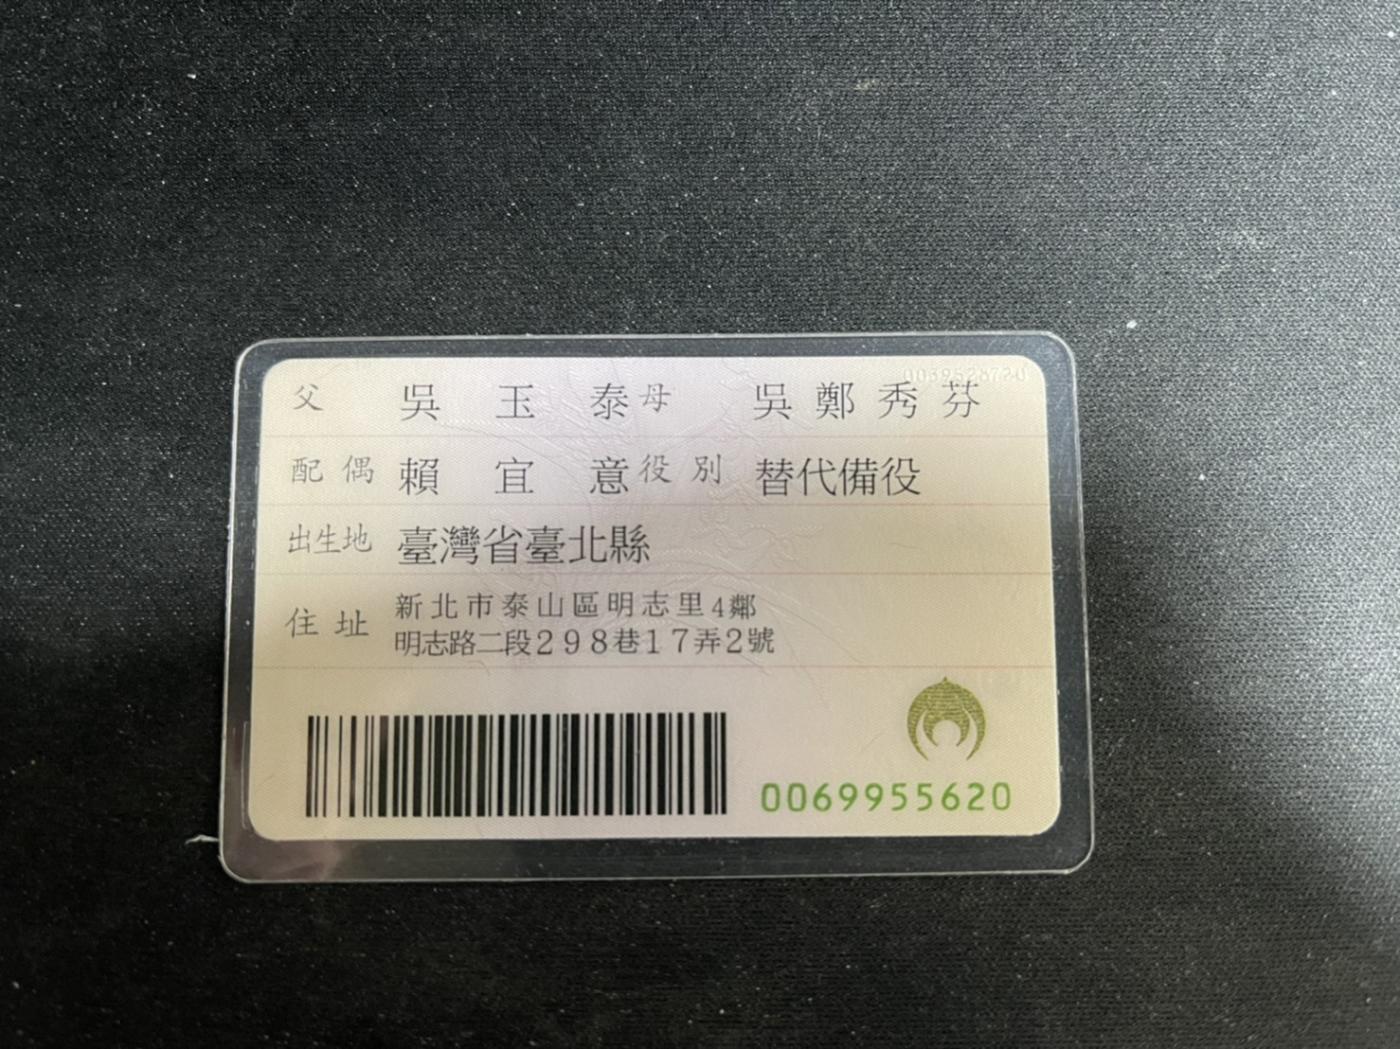 父 吳玉泰 母 吳鄭秀芬
配偶 賴宜意 役別 替代備役
出生地 臺灣省臺北縣
住址 新北市泰山區明志里4鄰
明志路二段298巷17弄2號
0069955620